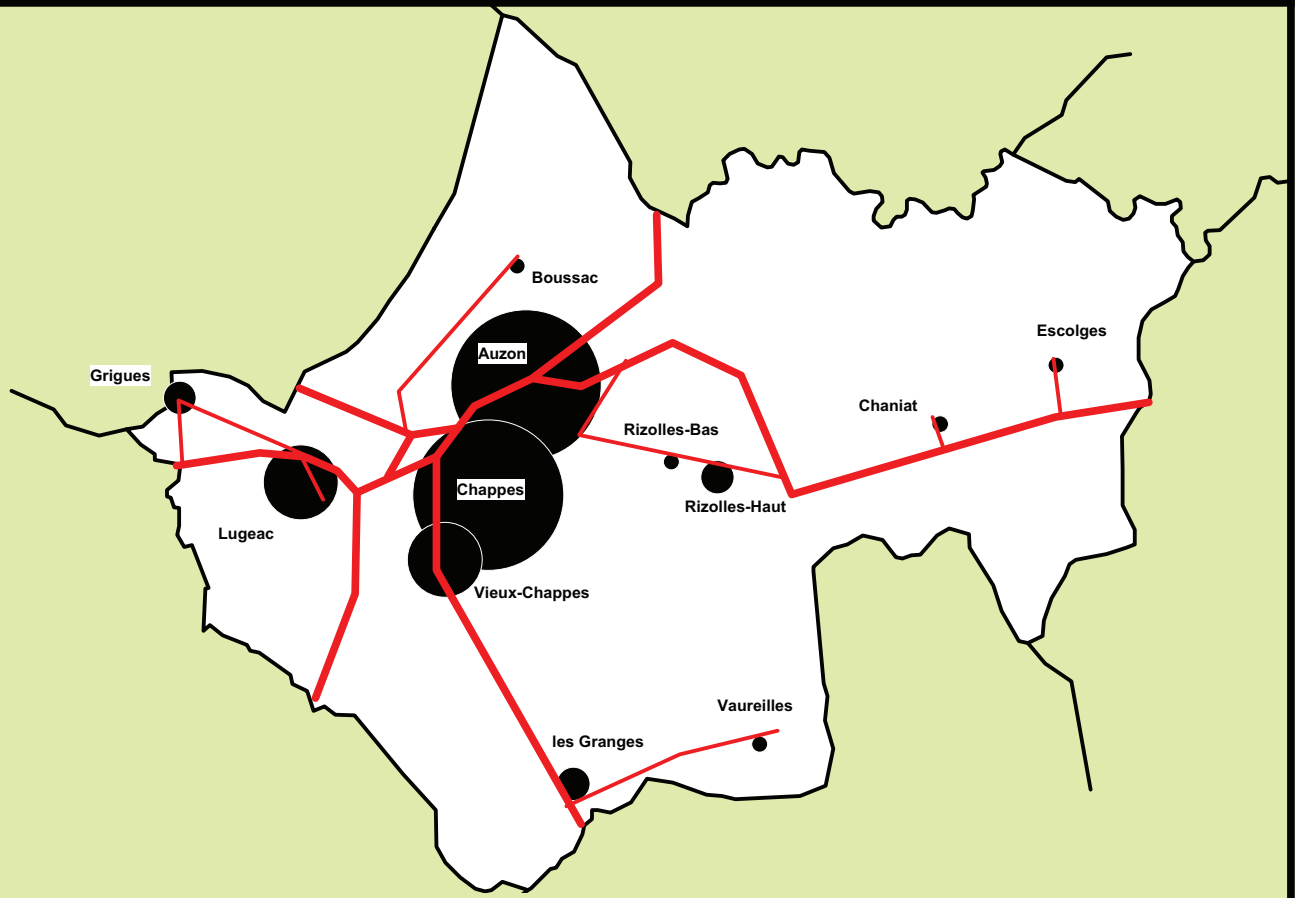 Boussac
Escolges
Auzon
Grigues
Chaniat
Rizolles-Bas
Chappes
Rizolles-Haut
Lugeac
Vieux-Chappes
Vaureilles
les Granges